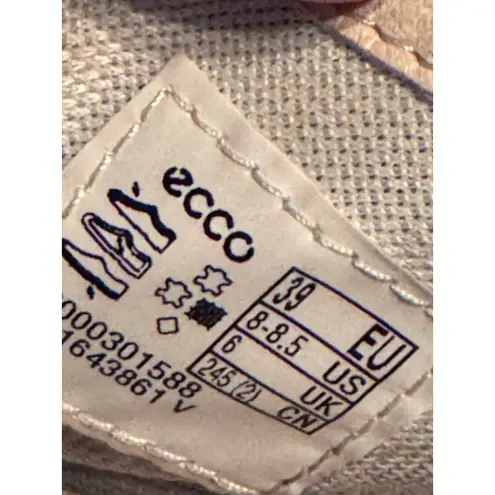 ecco
39 EU
8-8.5 US
6 UK
245 (2) CN
000301588
1643861 V